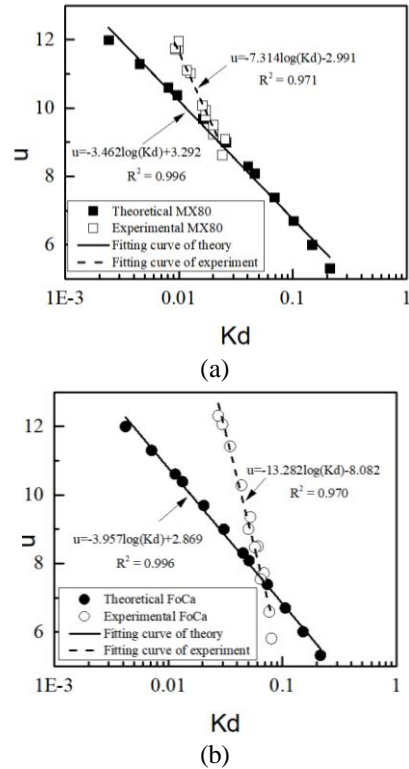 12
10
8
6
u
u=-7.314log(Kd)-2.991
R² = 0.971
u=-3.462log(Kd)+3.292
R² = 0.996
Theoretical MX80
Experimental MX80
Fitting curve of theory
Fitting curve of experiment
1E-3 0.01 0.1 1
Kd
(a)
12
10
8
6
u
u=-13.282log(Kd)-8.082
R² = 0.970
u=-3.957log(Kd)+2.869
R² = 0.996
Theoretical FoCa
Experimental FoCa
Fitting curve of theory
Fitting curve of experiment
1E-3 0.01 0.1 1
Kd
(b)